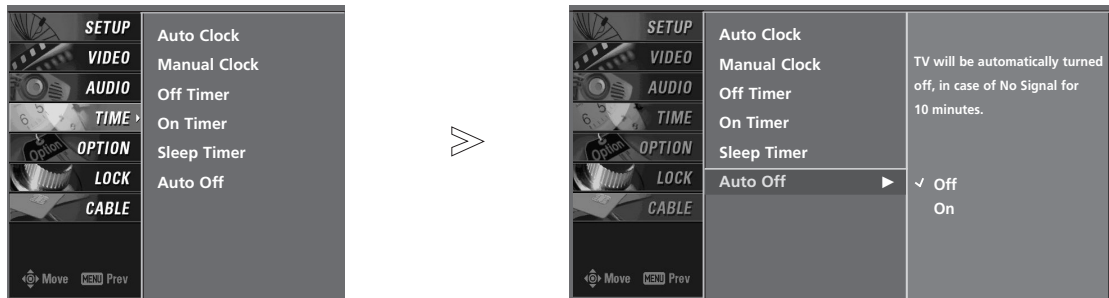 SETUP
VIDEO
AUDIO
TIME
OPTION
LOCK
CABLE
Move MENU Prev
Auto Clock
Manual Clock
Off Timer
On Timer
Sleep Timer
Auto Off
SETUP
VIDEO
AUDIO
TIME
OPTION
LOCK
CABLE
Move MENU Prev
Auto Clock
Manual Clock
Off Timer
On Timer
Sleep Timer
Auto Off ►
TV will be automatically turned
off, in case of No Signal for
10 minutes.
✓ Off
On